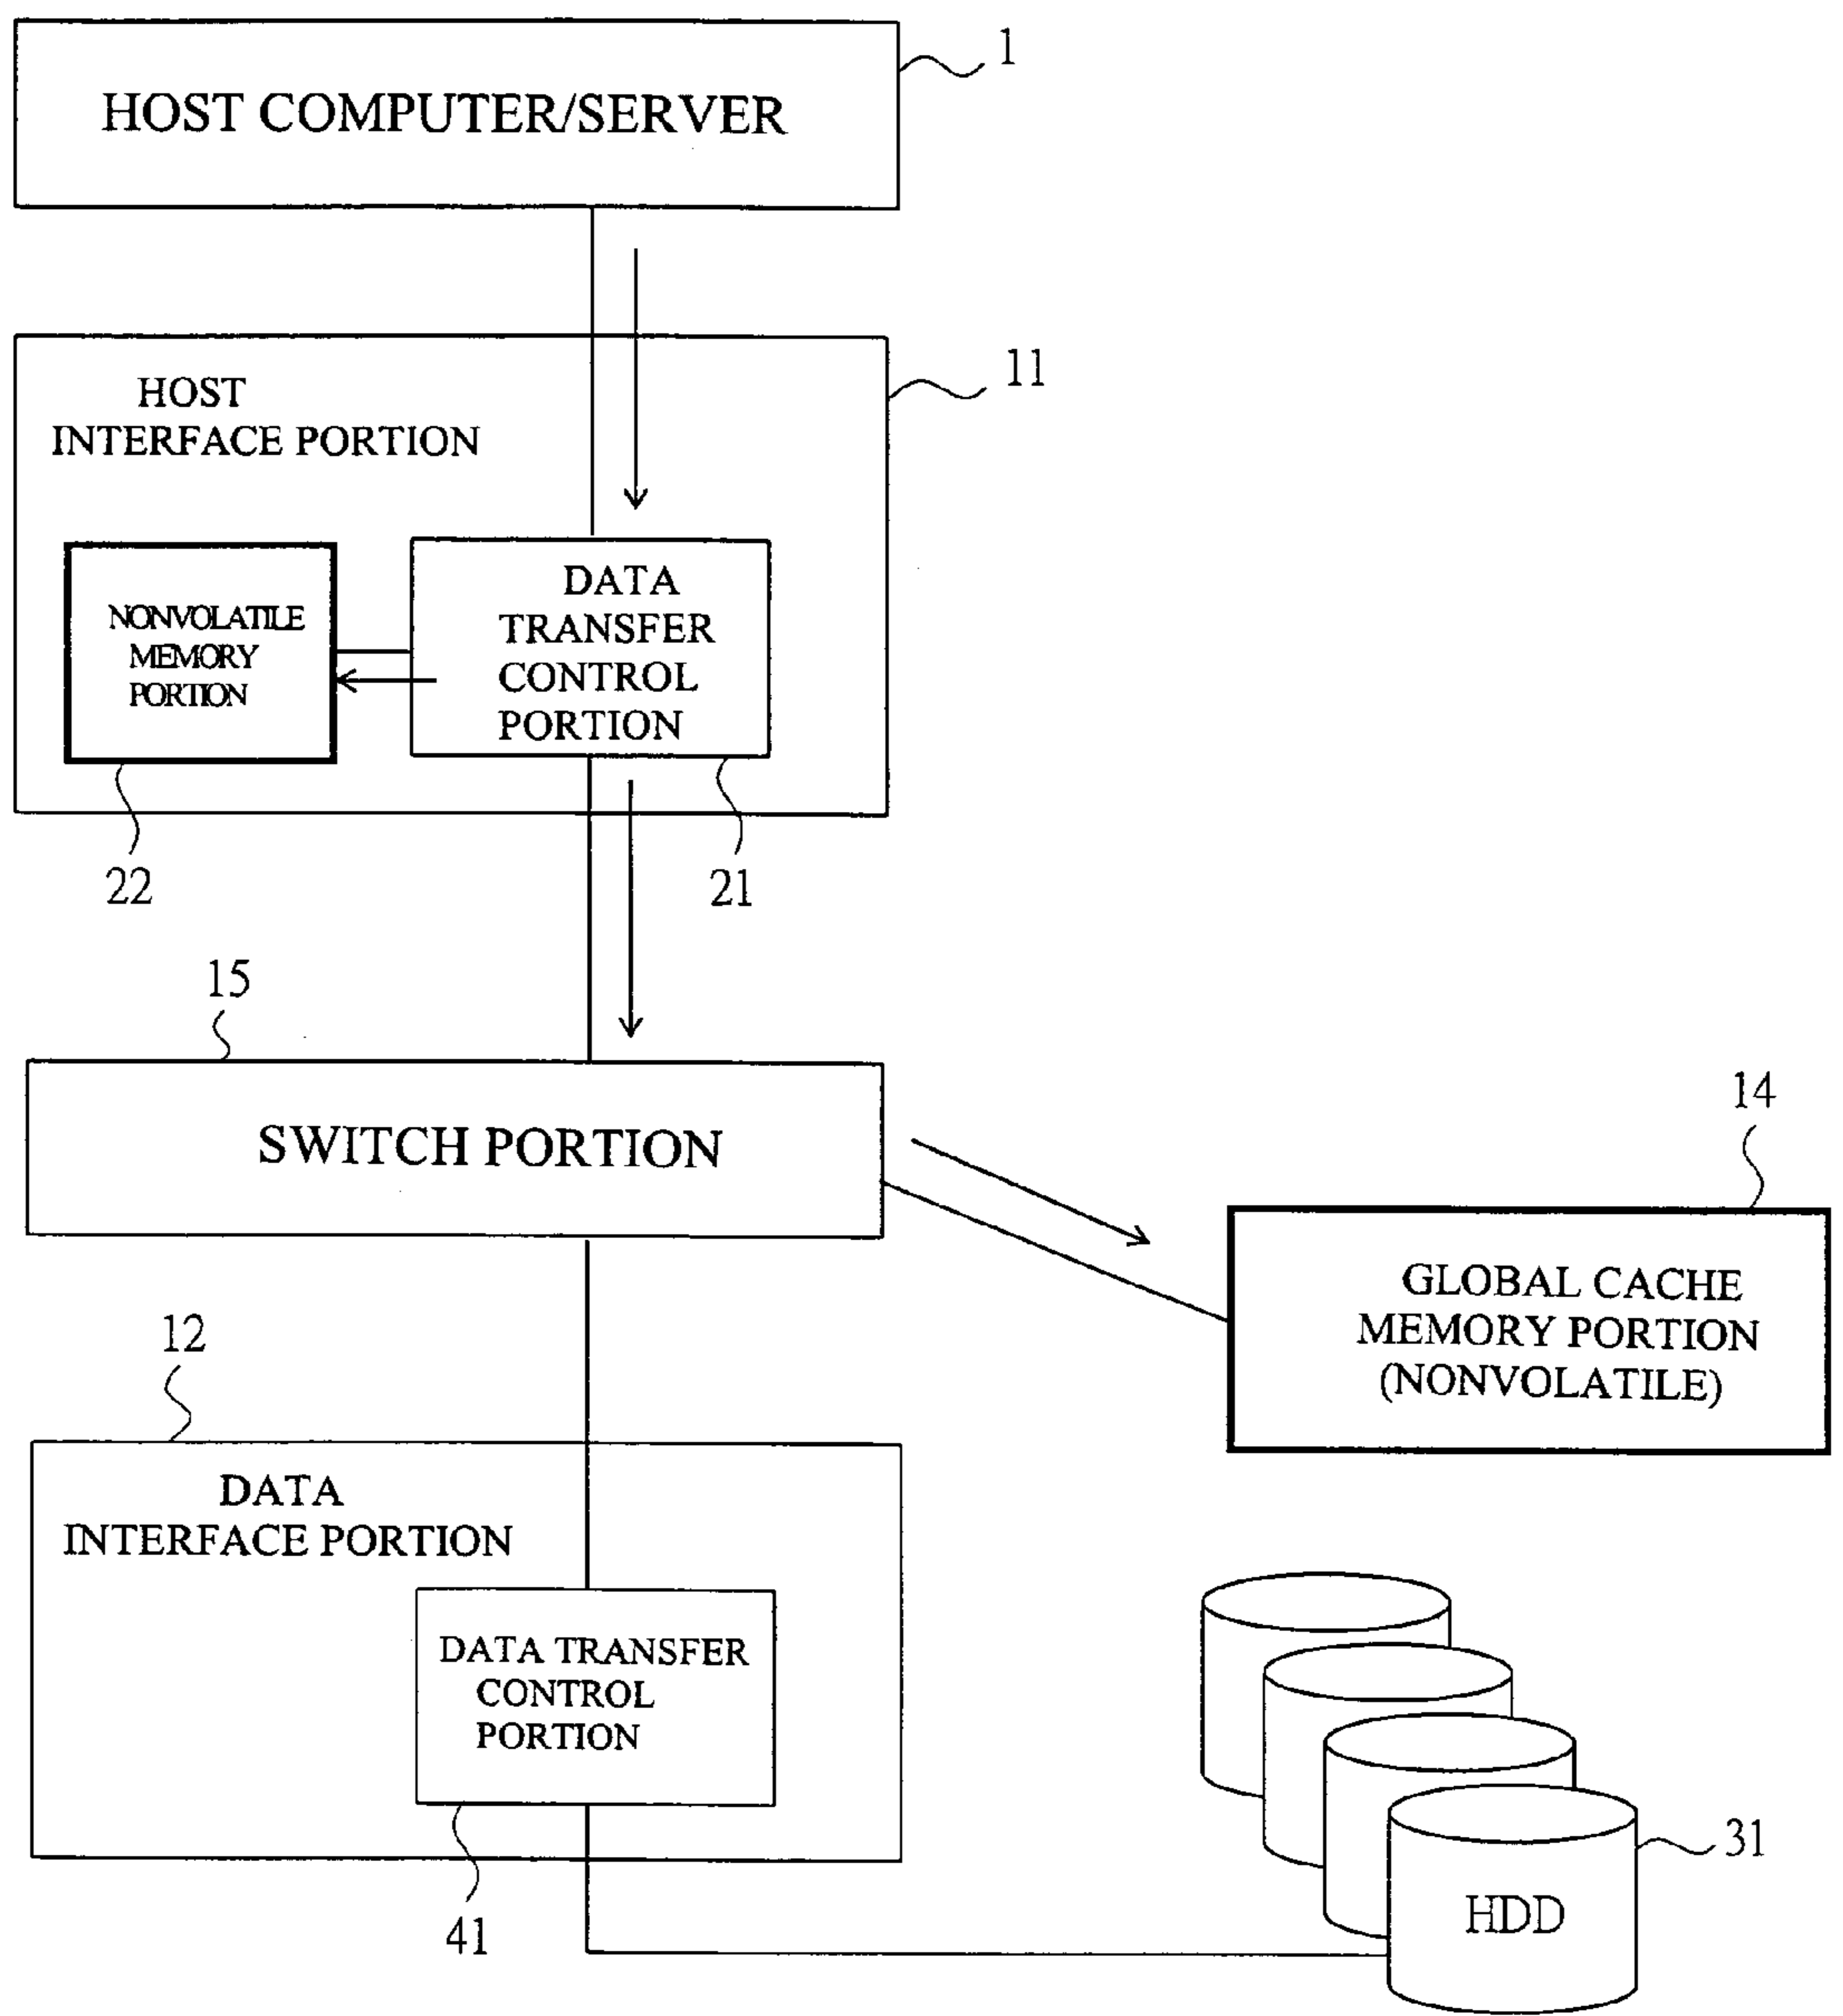 1
HOST COMPUTER/SERVER
11
HOST
INTERFACE PORTION
NONVOLATILE
MEMORY
PORTION
DATA
TRANSFER
CONTROL
PORTION
22
21
15
SWITCH PORTION
14
GLOBAL CACHE
MEMORY PORTION
(NONVOLATILE)
12
DATA
INTERFACE PORTION
DATA TRANSFER
CONTROL
PORTION
41
31
HDD